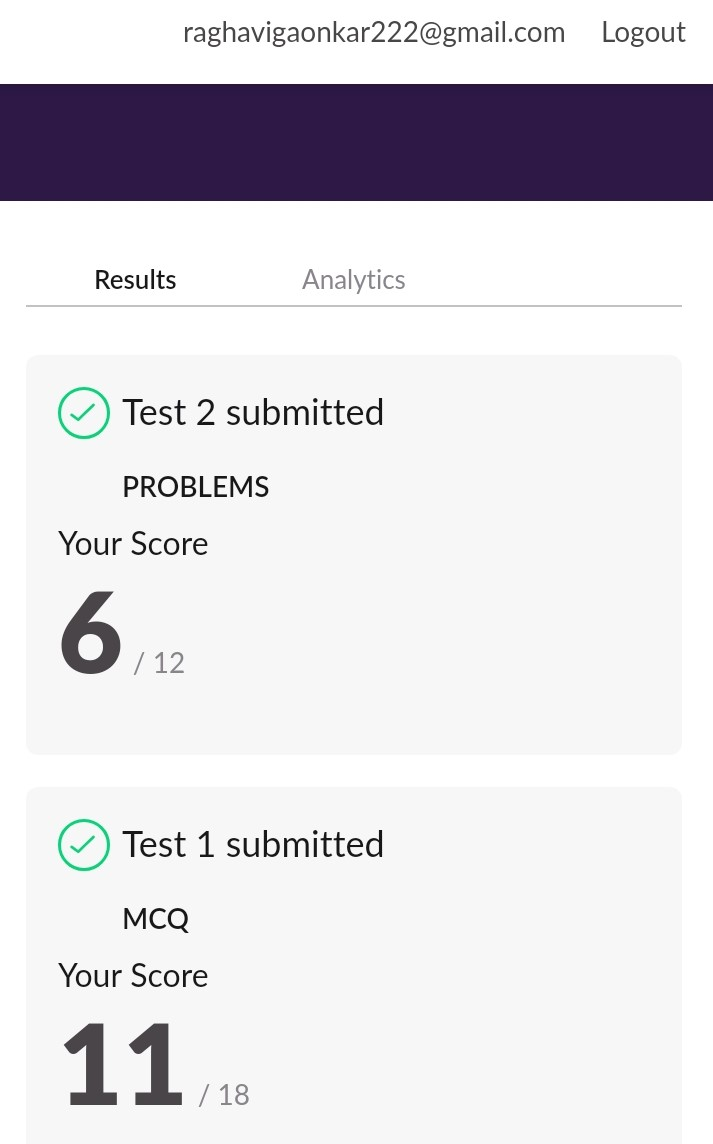 raghavigaonkar222@gmail.com Logout
Results Analytics
Test 2 submitted
PROBLEMS
Your Score
6 / 12
Test 1 submitted
MCQ
Your Score
11 / 18